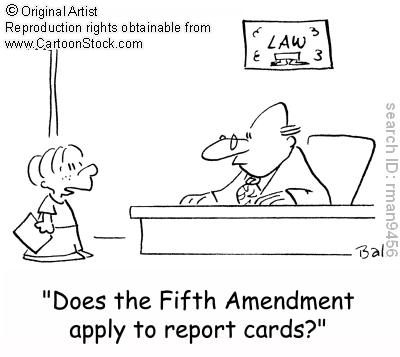 © Original Artist
Reproduction rights obtainable from
www.CartoonStock.com
LAW
search ID: rman9456
Bal
"Does the Fifth Amendment
apply to report cards?"